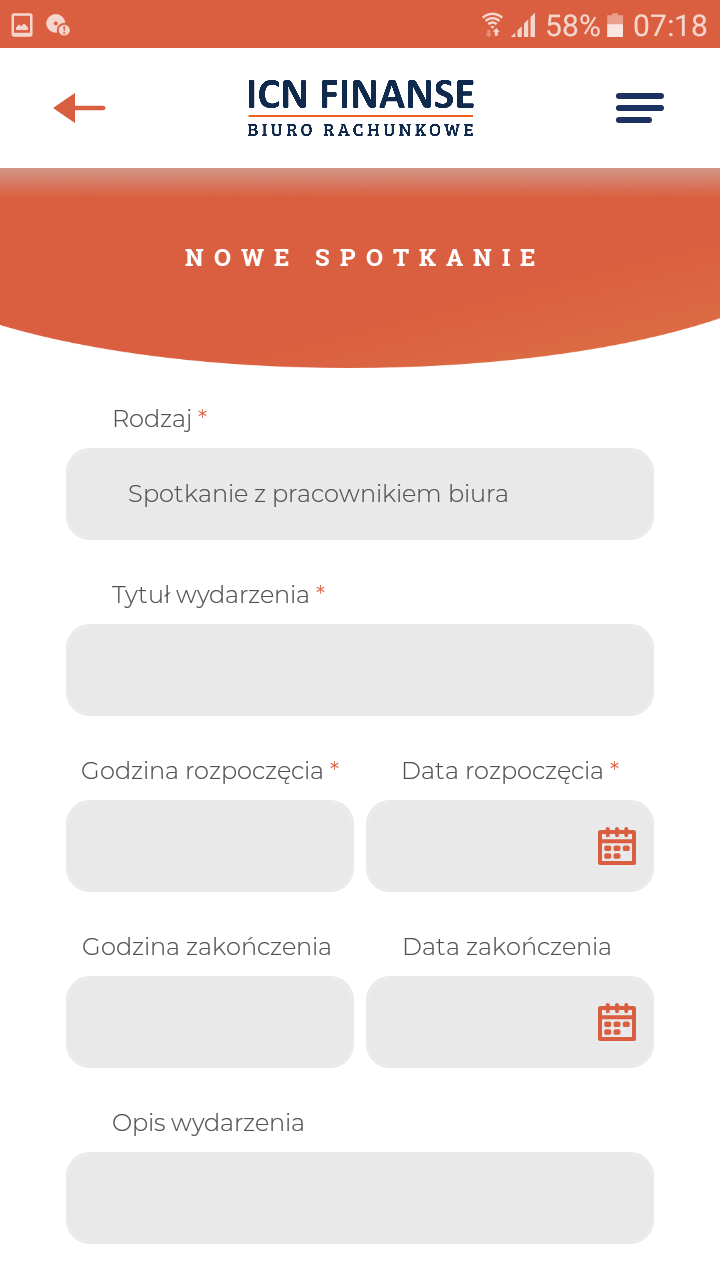 58% 07:18
ICN FINANSE
BIURO RACHUNKOWE
NOWE SPOTKANIE
Rodzaj *
Spotkanie z pracownikiem biura
Tytuł wydarzenia *
Godzina rozpoczęcia * Data rozpoczęcia *
Godzina zakończenia Data zakończenia
Opis wydarzenia